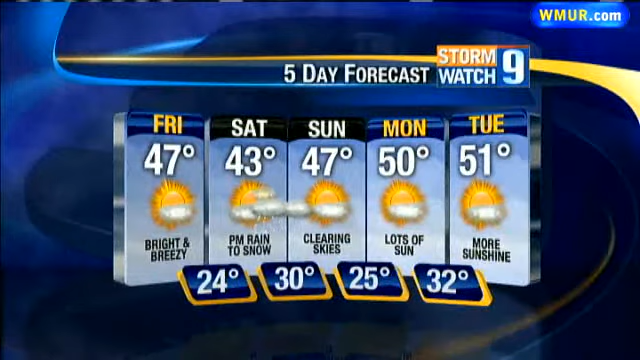 WMUR.com
5 DAY FORECAST
STORM
WATCH 9
FRI
SAT
SUN
MON
TUE
47°
43°
47°
50°
51°
BRIGHT &
BREEZY
PM RAIN
TO SNOW
CLEARING
SKIES
LOTS OF
SUN
MORE
SUNSHINE
24°
30°
25°
32°